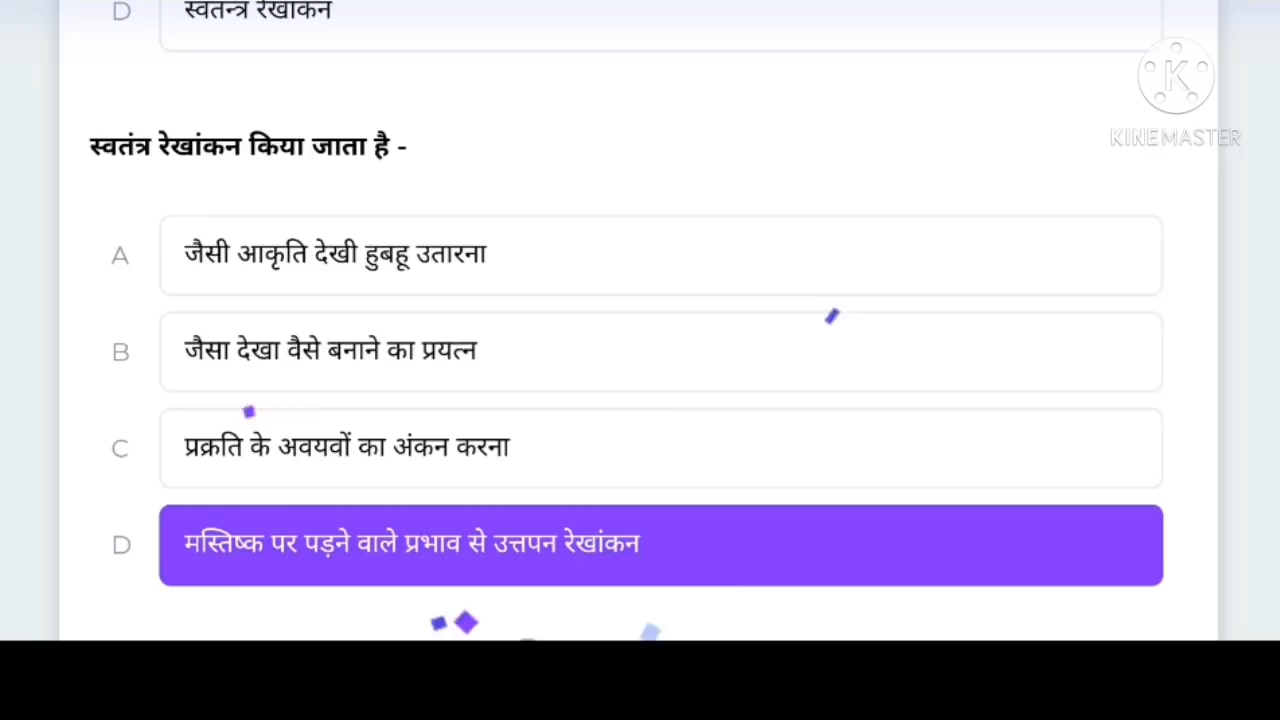 D
स्वतन्त्र रेखांकन
K
KINEMASTER
स्वतंत्र रेखांकन किया जाता है -
A
जैसी आकृति देखी हुबहू उतारना
B
जैसा देखा वैसे बनाने का प्रयत्न
C
प्रक्रति के अवयवों का अंकन करना
D
मस्तिष्क पर पड़ने वाले प्रभाव से उत्तपन रेखांकन